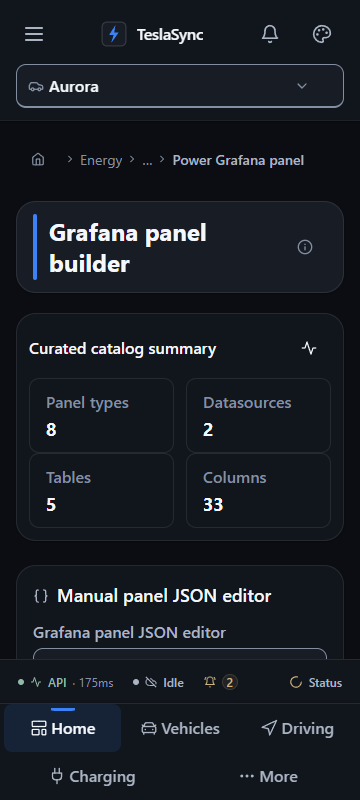 TeslaSync
Aurora
Energy
...
Power Grafana panel
Grafana panel
builder
Curated catalog summary
Panel types
8
Datasources
2
Tables
5
Columns
33
{} Manual panel JSON editor
Grafana panel JSON editor
API · 175ms
Idle
2
Status
Home
Vehicles
Driving
Charging
More